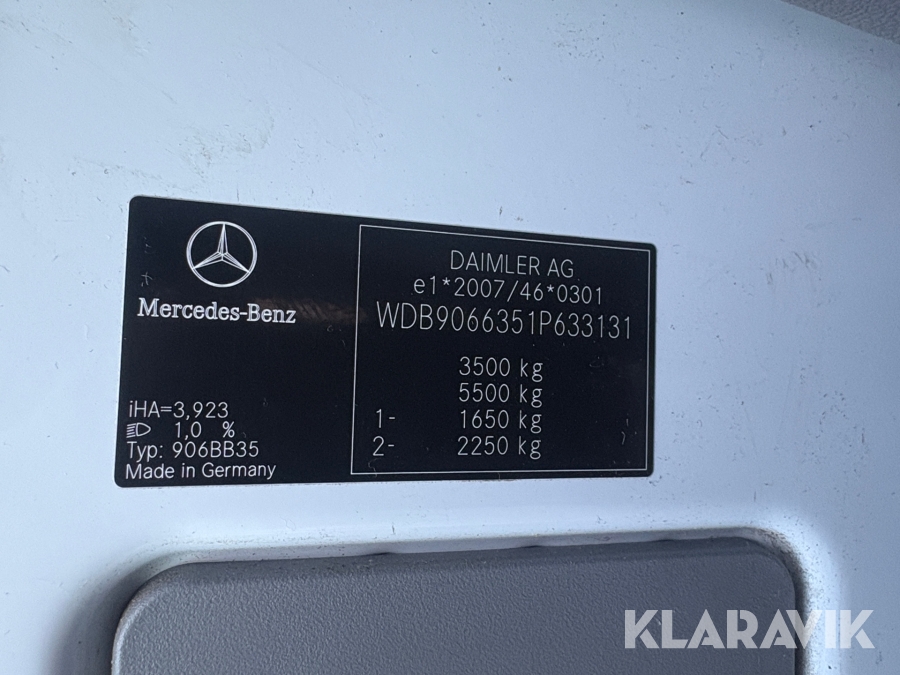 Mercedes-Benz
iHA=3,923
1,0 %
Typ: 906BB35
Made in Germany
DAIMLER AG
e1*2007/46*0301
WDB9066351P633131
3500 kg
5500 kg
1- 1650 kg
2- 2250 kg
KLARAVIK